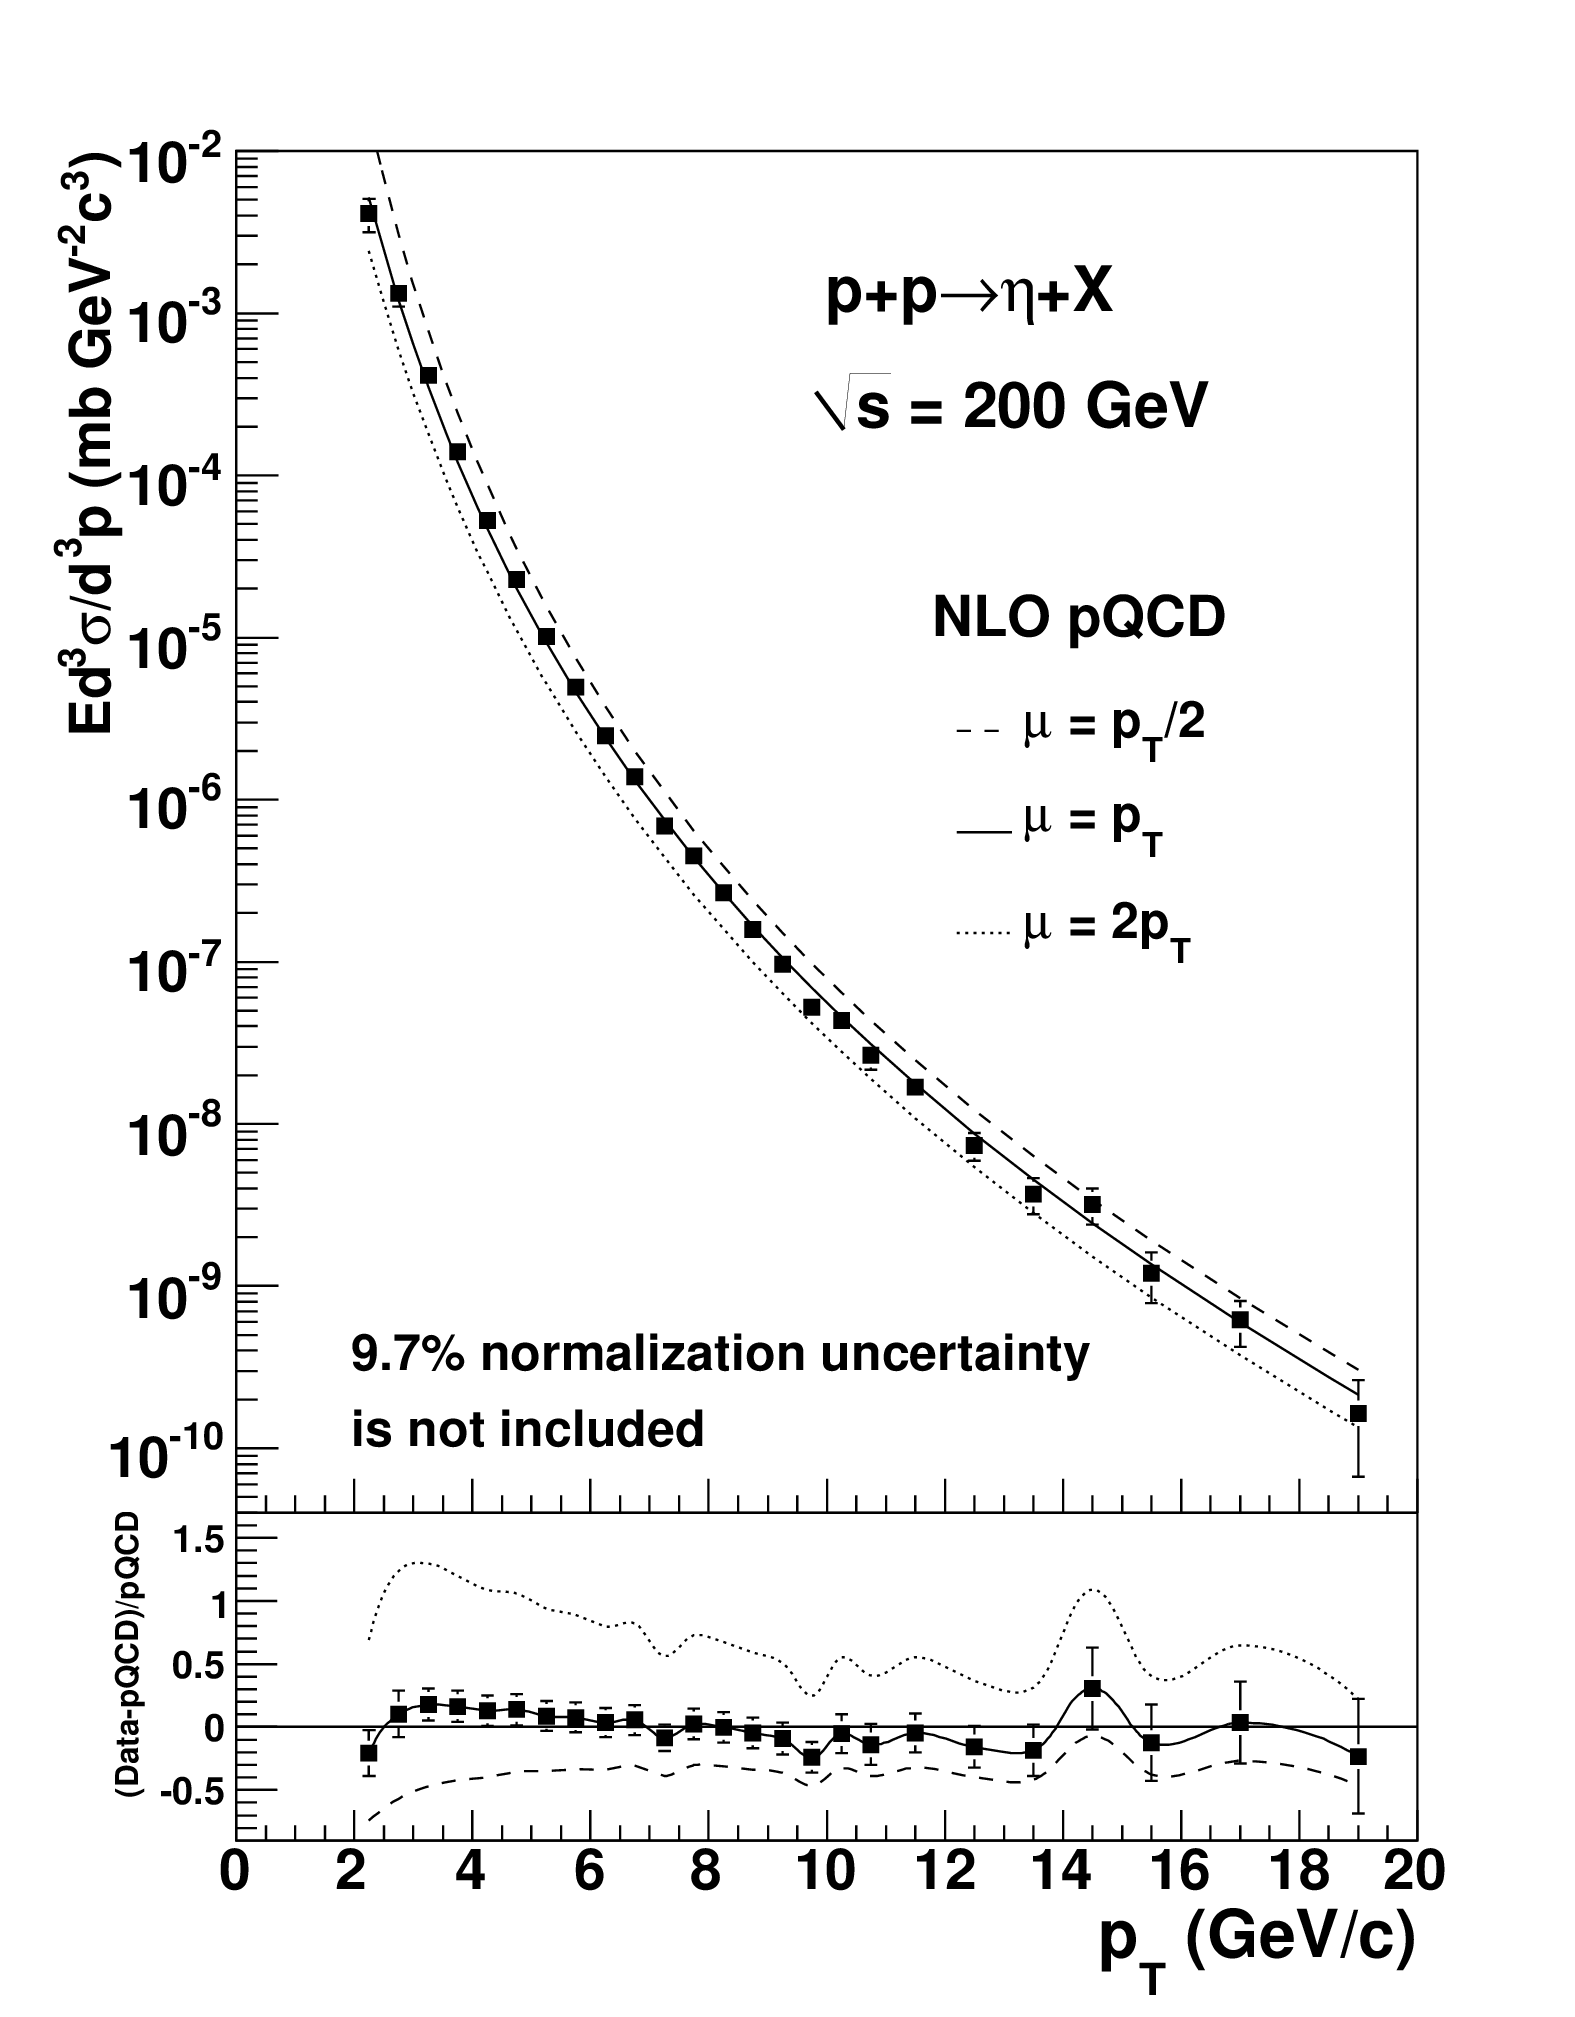 Ed³σ/d³p (mb GeV⁻²c³)
10⁻²
10⁻³
10⁻⁴
10⁻⁵
10⁻⁶
10⁻⁷
10⁻⁸
10⁻⁹
10⁻¹⁰
p+p→η+X
√s = 200 GeV
NLO pQCD
μ = p_T/2
μ = p_T
μ = 2p_T
9.7% normalization uncertainty
is not included
(Data-pQCD)/pQCD
1.5
1
0.5
0
-0.5
0 2 4 6 8 10 12 14 16 18 20
p_T (GeV/c)